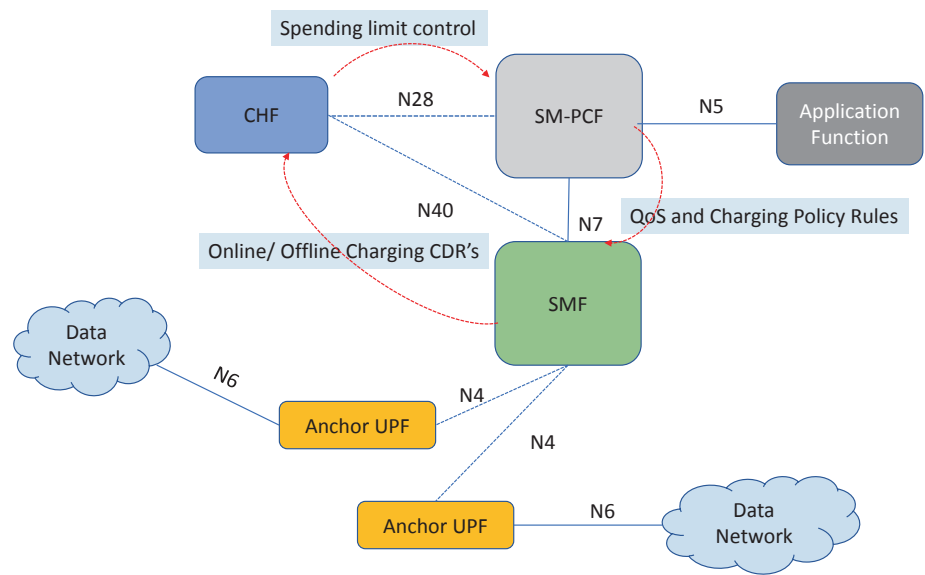 Spending limit control
CHF
N28
SM-PCF
N5
Application
Function
N40
N7
QoS and Charging Policy Rules
Online/ Offline Charging CDR's
SMF
Data
Network
N6
N4
Anchor UPF
N4
Anchor UPF
N6
Data
Network